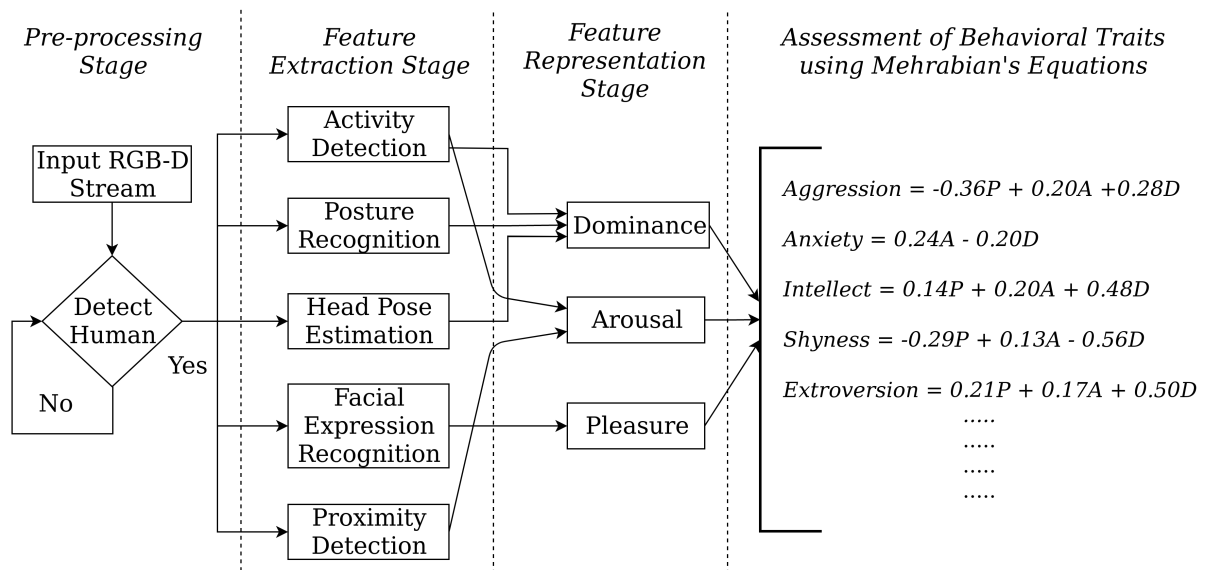 Pre-processing
Stage
Feature
Extraction Stage
Feature
Representation
Stage
Assessment of Behavioral Traits
using Mehrabian's Equations
Input RGB-D
Stream
Detect
Human
Yes
No
Activity
Detection
Posture
Recognition
Head Pose
Estimation
Facial
Expression
Recognition
Proximity
Detection
Dominance
Arousal
Pleasure
Aggression = -0.36P + 0.20A +0.28D
Anxiety = 0.24A - 0.20D
Intellect = 0.14P + 0.20A + 0.48D
Shyness = -0.29P + 0.13A - 0.56D
Extroversion = 0.21P + 0.17A + 0.50D
.....
.....
.....
.....